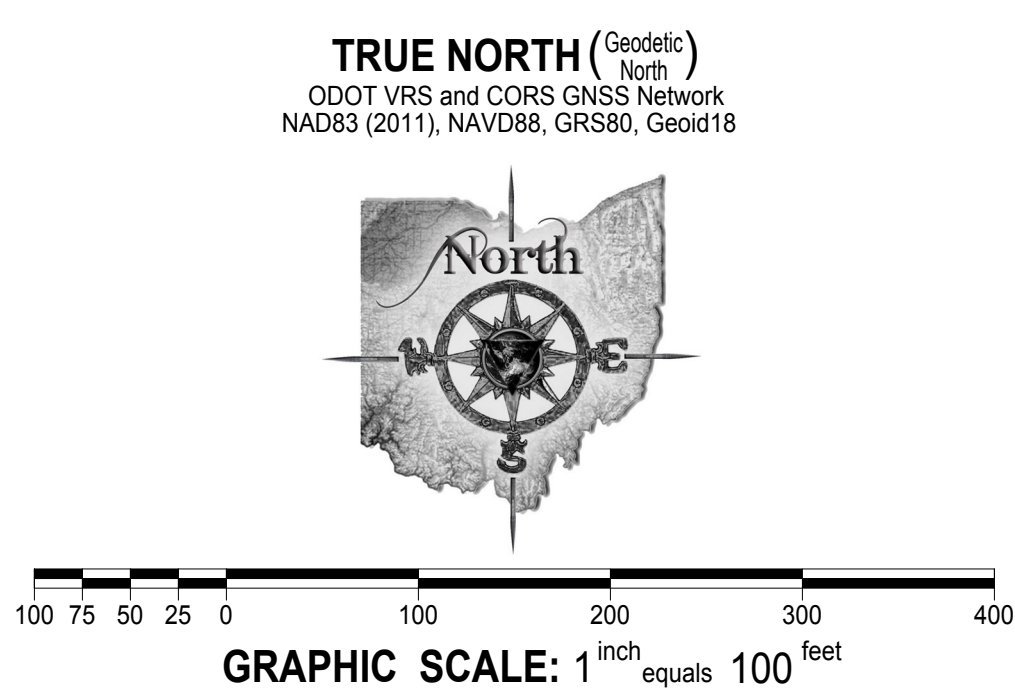 TRUE NORTH (Geodetic North)
ODOT VRS and CORS GNSS Network
NAD83 (2011), NAVD88, GRS80, Geoid18
North
W E
S
100 75 50 25 0 100 200 300 400
GRAPHIC SCALE: 1 inch equals 100 feet